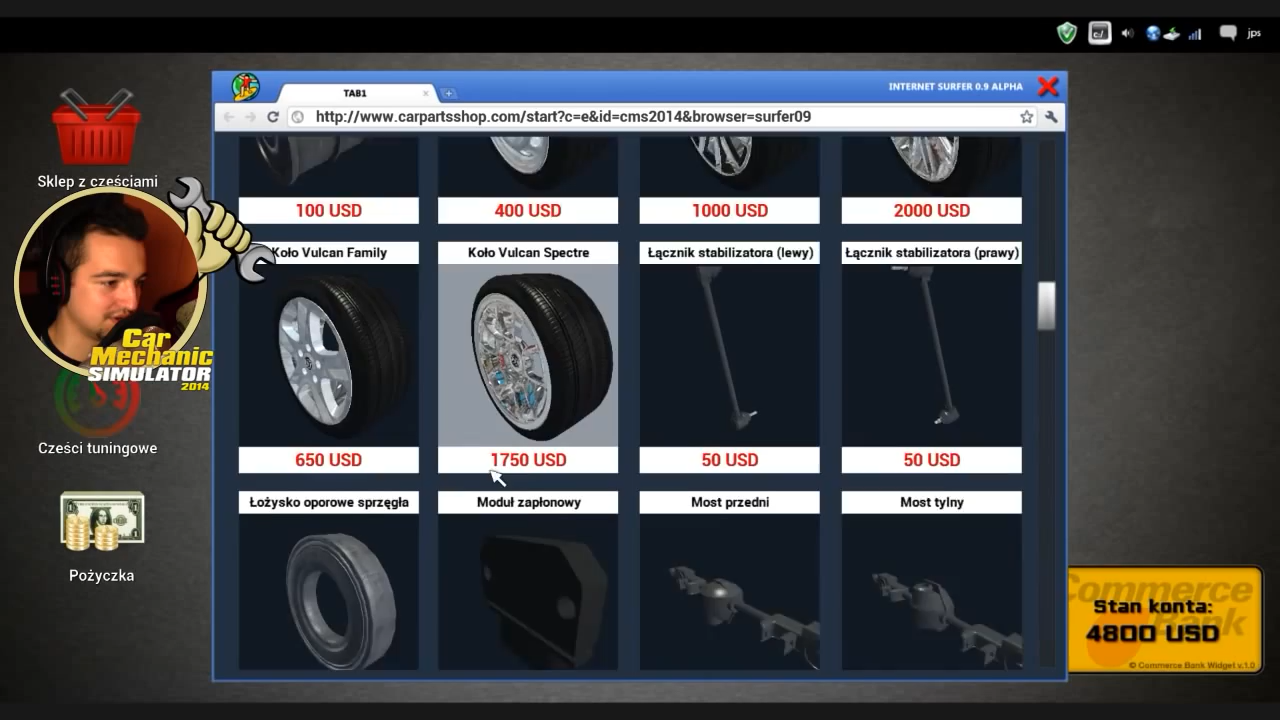 jps
TAB1
INTERNET SURFER 0.9 ALPHA
http://www.carpartsshop.com/start?c=e&id=cms2014&browser=surfer09
Sklep z cześciami
100 USD
400 USD
1000 USD
2000 USD
Koło Vulcan Family
Koło Vulcan Spectre
Łącznik stabilizatora (lewy)
Łącznik stabilizatora (prawy)
Car
Mechanic
SIMULATOR
2014
Cześci tuningowe
650 USD
1750 USD
50 USD
50 USD
Łożysko oporowe sprzęgła
Moduł zapłonowy
Most przedni
Most tylny
Pożyczka
Commerce
Bank
Stan konta:
4800 USD
© Commerce Bank Widget v.1.0